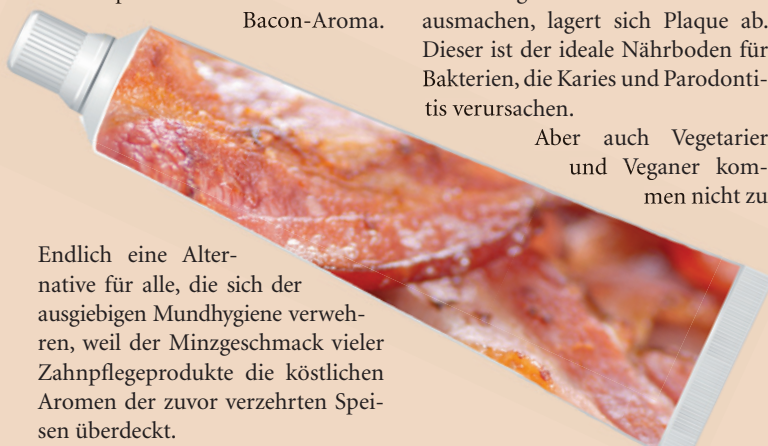 Bacon-Aroma.
Endlich eine Alter-
native für alle, die sich der
ausgiebigen Mundhygiene verweh-
ren, weil der Minzgeschmack vieler
Zahnpflegeprodukte die köstlichen
Aromen der zuvor verzehrten Spei-
sen überdeckt.
ausmachen, lagert sich Plaque ab.
Dieser ist der ideale Nährboden für
Bakterien, die Karies und Parodonti-
tis verursachen.
Aber auch Vegetarier
und Veganer kom-
men nicht zu